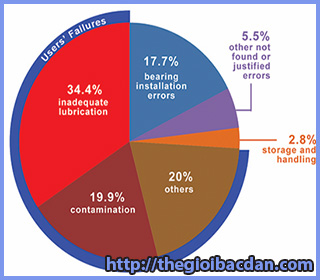 Users' Failures
34.4%
inadequate
lubrication
17.7%
bearing
installation
errors
5.5%
other not
found or
justified
errors
2.8%
storage and
handling
20%
others
19.9%
contamination
http://thegioibacdan.com